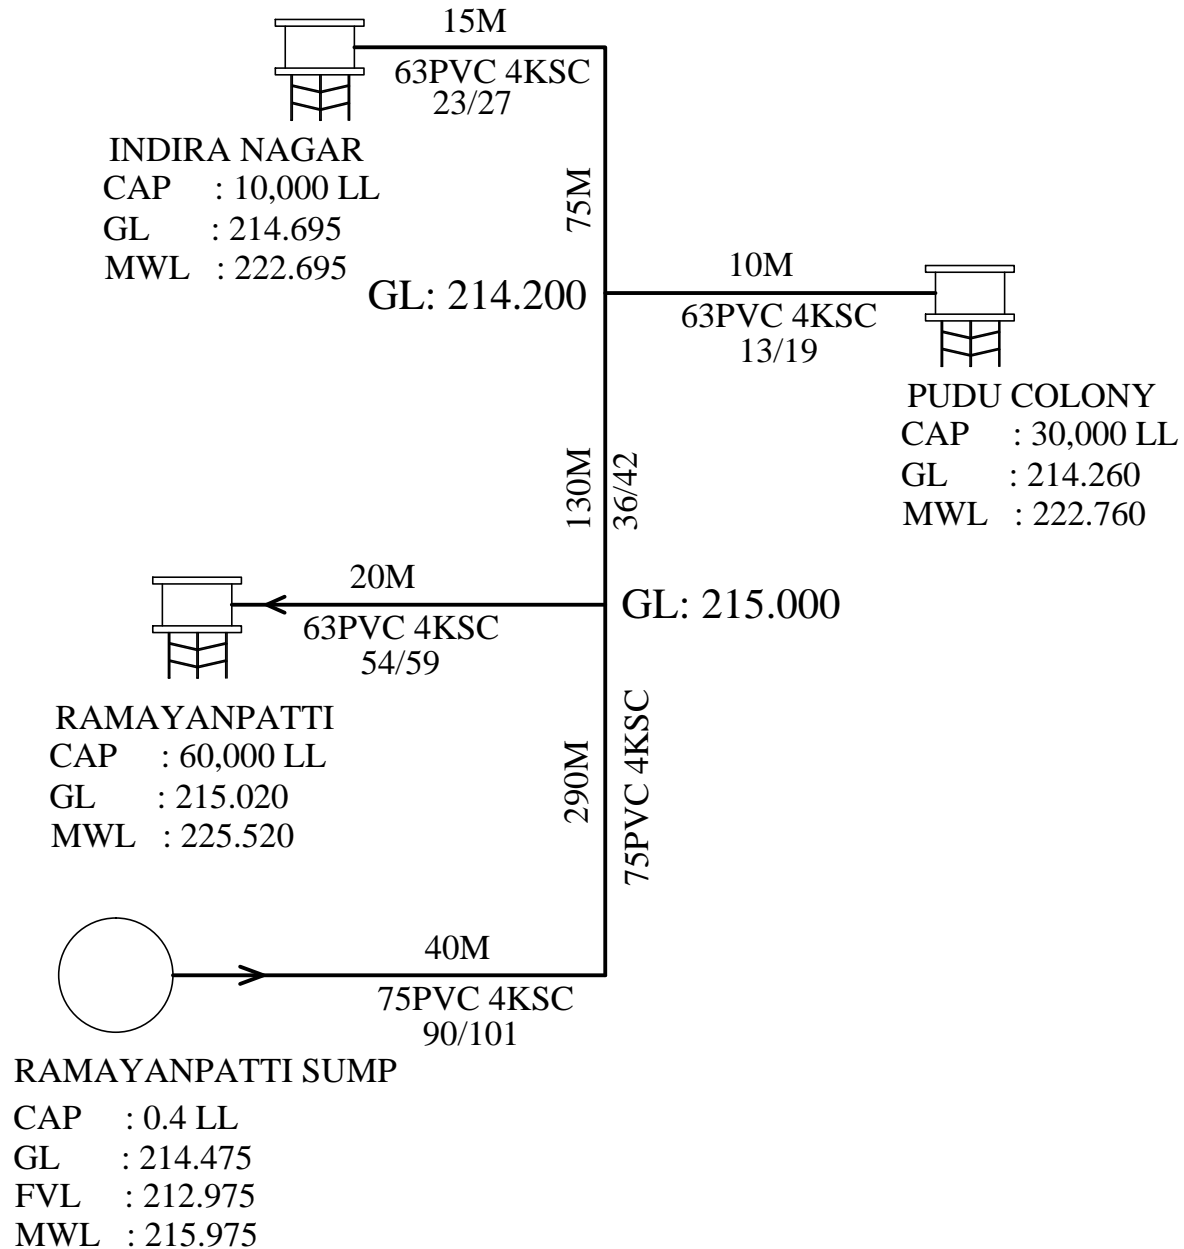 15M
63PVC 4KSC
23/27
INDIRA NAGAR
CAP : 10,000 LL
GL : 214.695
MWL : 222.695
75M
GL: 214.200
10M
63PVC 4KSC
13/19
PUDU COLONY
CAP : 30,000 LL
GL : 214.260
MWL : 222.760
130M
36/42
20M
63PVC 4KSC
54/59
GL: 215.000
RAMAYANPATTI
CAP : 60,000 LL
GL : 215.020
MWL : 225.520
290M
75PVC 4KSC
40M
75PVC 4KSC
90/101
RAMAYANPATTI SUMP
CAP : 0.4 LL
GL : 214.475
FVL : 212.975
MWL : 215.975